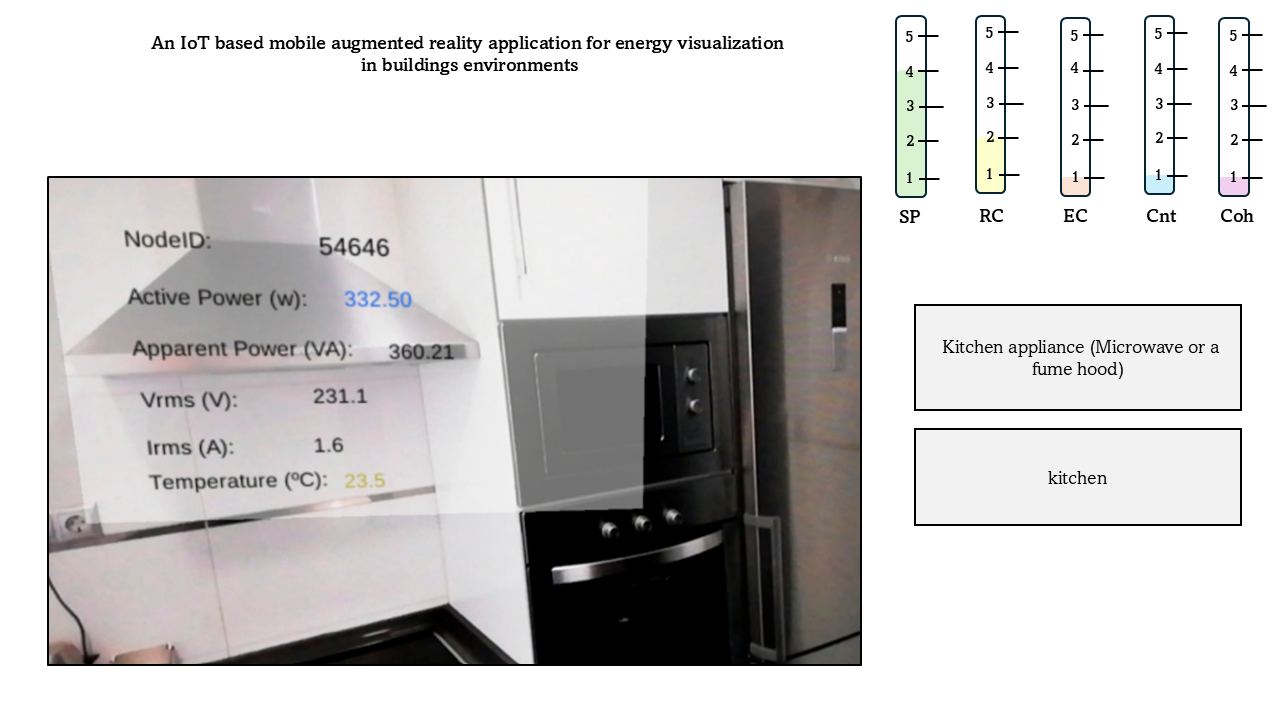 An IoT based mobile augmented reality application for energy visualization
in buildings environments
5 5 5 5 5
4 4 4 4 4
3 3 3 3 3
2 2 2 2 2
1 1 1 1 1
SP RC EC Cnt Coh
NodeID: 54646
Active Power (w): 332.50
Apparent Power (VA): 360.21
Vrms (V): 231.1
Irms (A): 1.6
Temperature (ºC): 23.5
Kitchen appliance (Microwave or a
fume hood)
kitchen